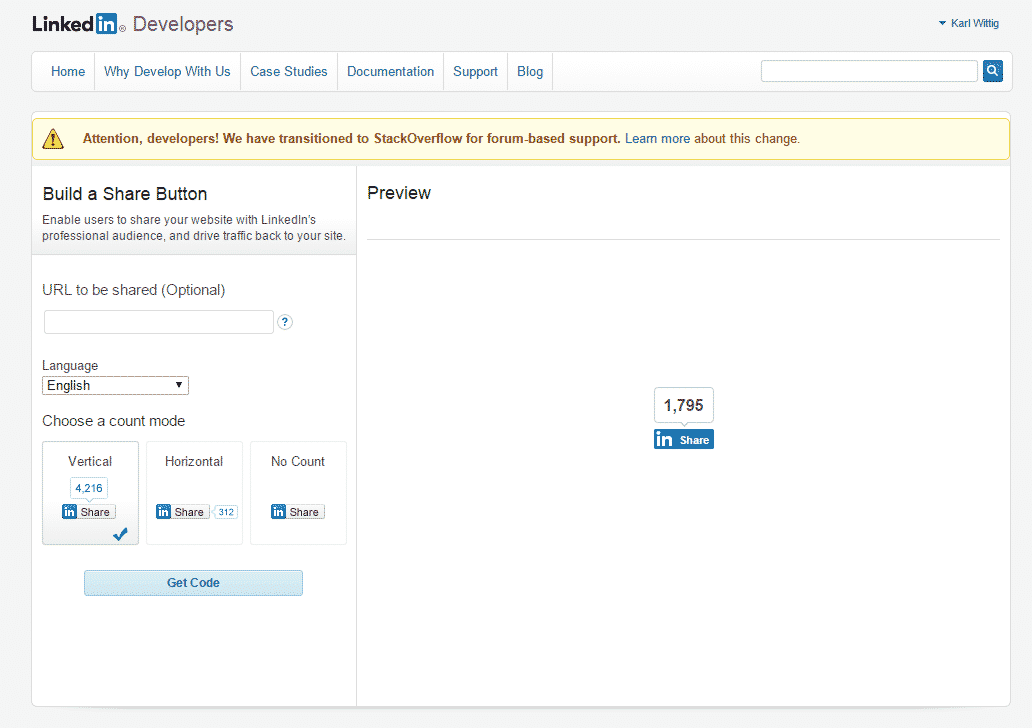 Linked in® Developers
Karl Wittig
Home Why Develop With Us Case Studies Documentation Support Blog
Attention, developers! We have transitioned to StackOverflow for forum-based support. Learn more about this change.
Build a Share Button
Enable users to share your website with LinkedIn's
professional audience, and drive traffic back to your site.
Preview
URL to be shared (Optional)
?
Language
English
Choose a count mode
Vertical
4,216
in Share
Horizontal
in Share 312
No Count
in Share
Get Code
1,795
in Share